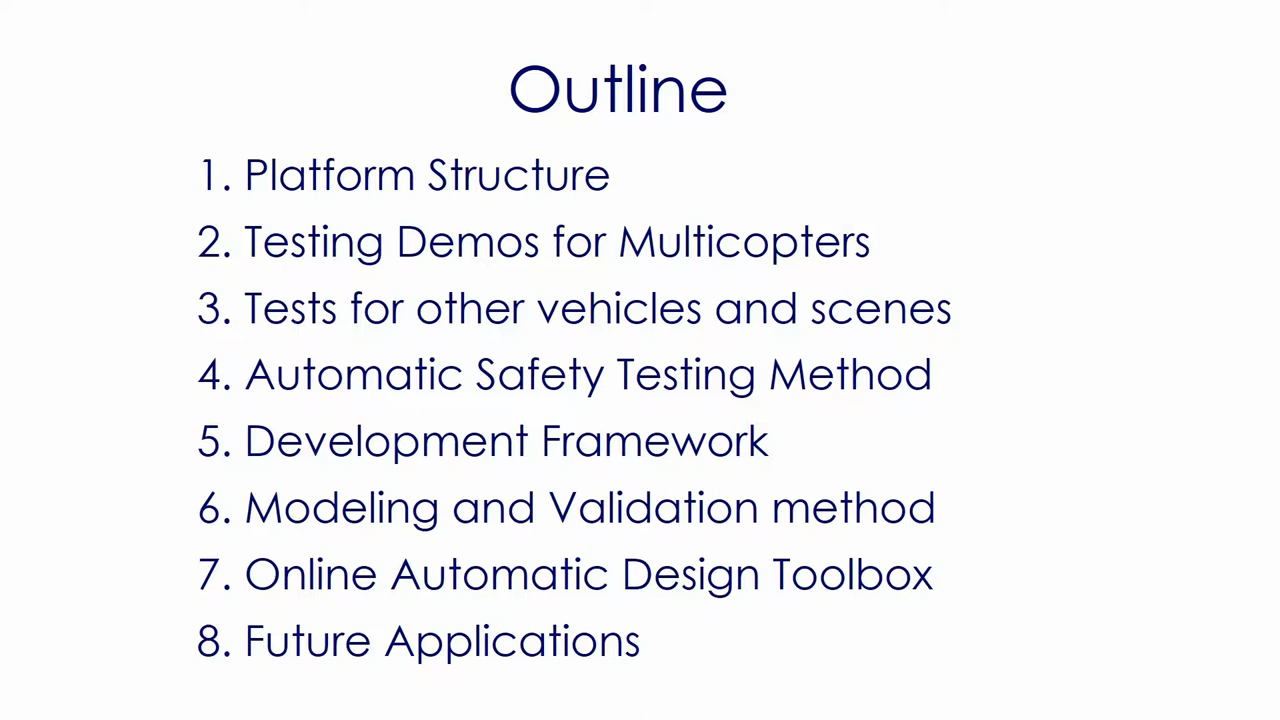 Outline
1. Platform Structure
2. Testing Demos for Multicopters
3. Tests for other vehicles and scenes
4. Automatic Safety Testing Method
5. Development Framework
6. Modeling and Validation method
7. Online Automatic Design Toolbox
8. Future Applications